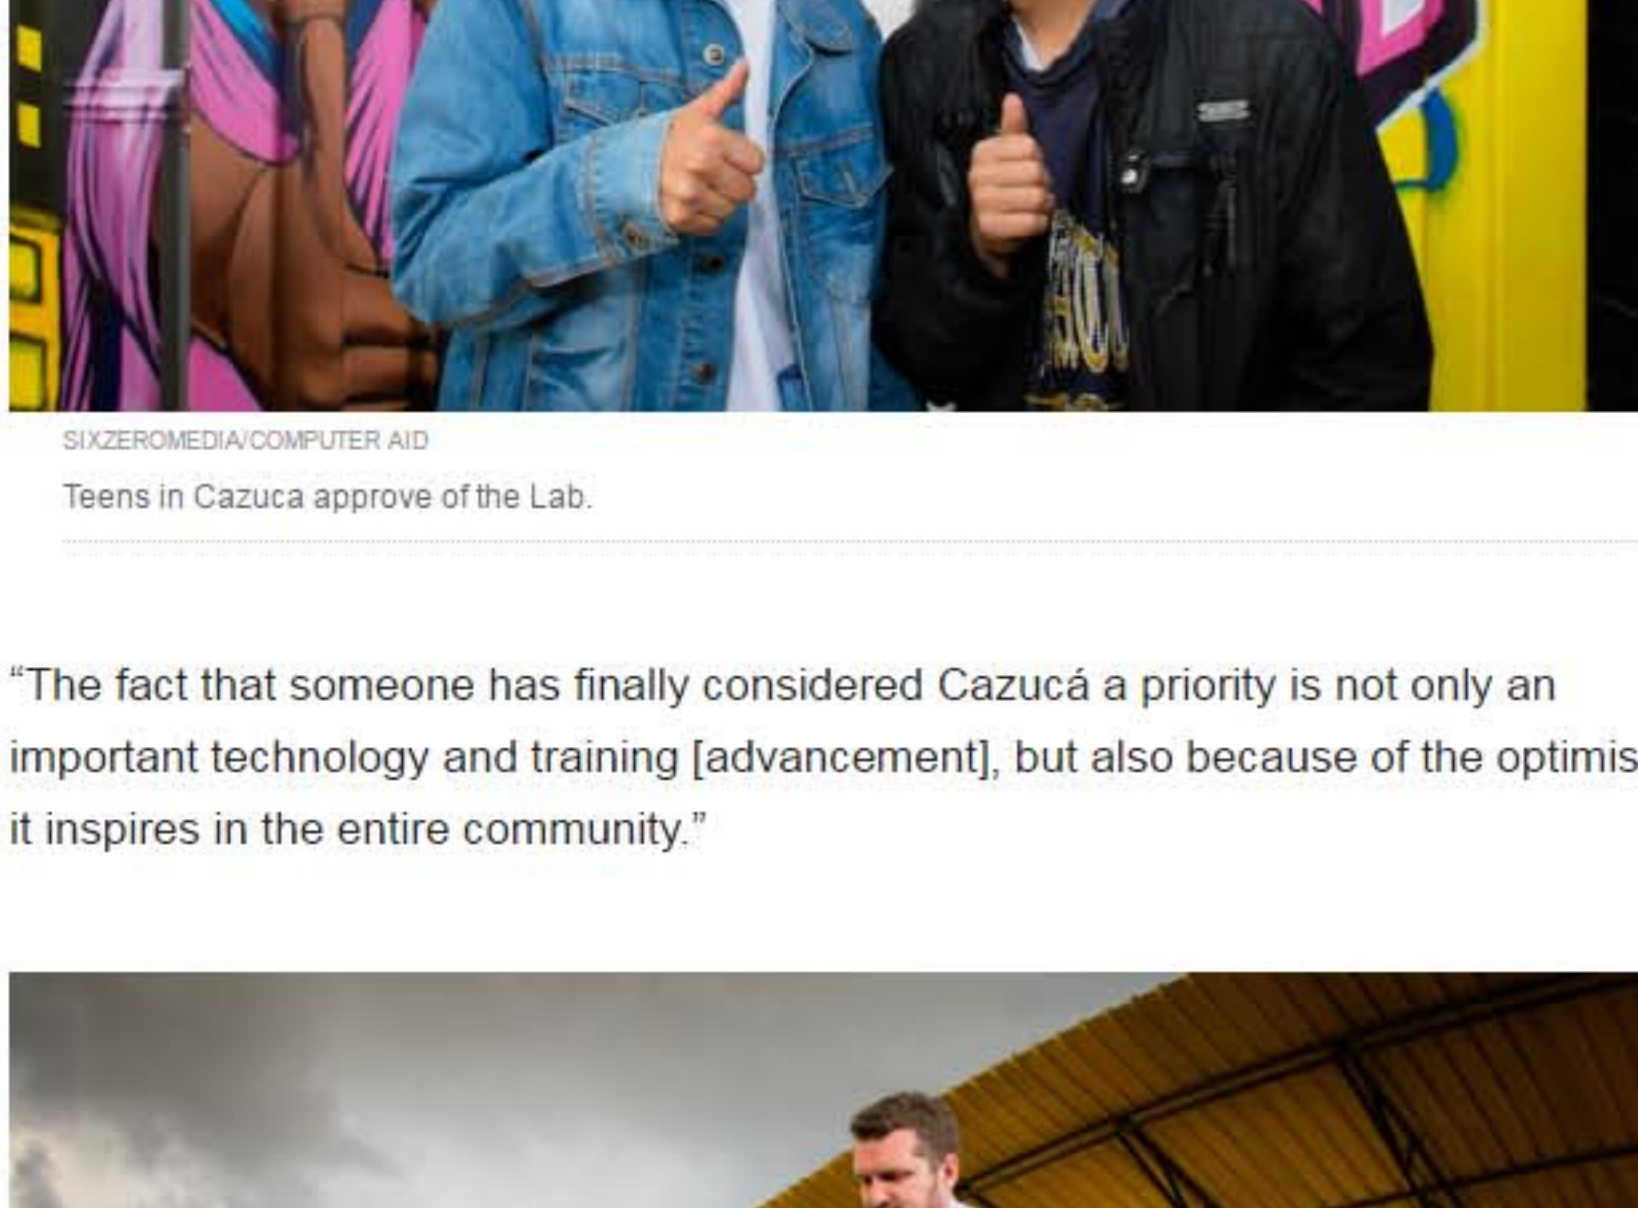 SIXZEROMEDIA/COMPUTER AID
Teens in Cazuca approve of the Lab.
“The fact that someone has finally considered Cazucá a priority is not only an
important technology and training [advancement], but also because of the optimis
it inspires in the entire community.”